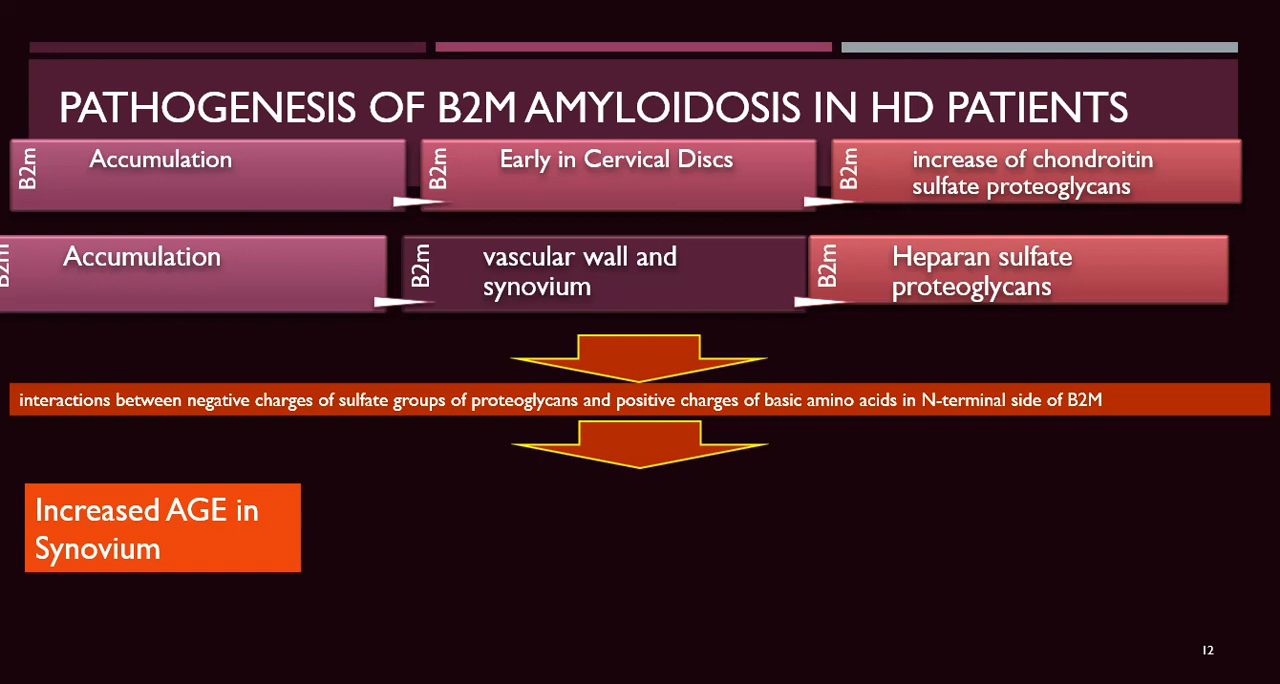 PATHOGENESIS OF B2M AMYLOIDOSIS IN HD PATIENTS
B2m
Accumulation
B2m
Early in Cervical Discs
B2m
increase of chondroitin
sulfate proteoglycans
B2m
Accumulation
B2m
vascular wall and
synovium
B2m
Heparan sulfate
proteoglycans
interactions between negative charges of sulfate groups of proteoglycans and positive charges of basic amino acids in N-terminal side of B2M
Increased AGE in
Synovium
12